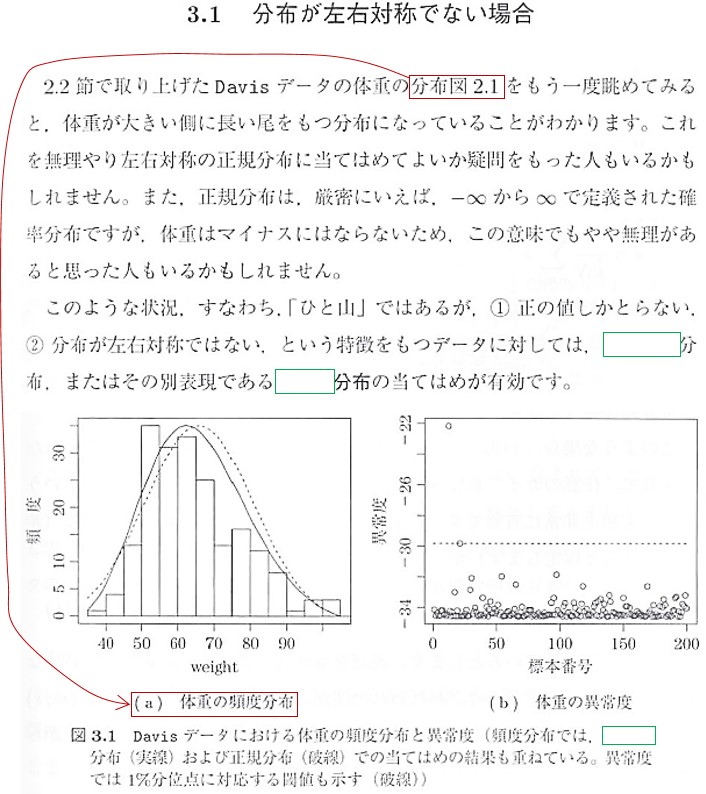 3.1 分布が左右対称でない場合
2.2 節で取り上げた Davis データの体重の分布図 2.1 をもう一度眺めてみる
と，体重が大きい側に長い尾をもつ分布になっていることがわかります。これ
を無理やり左右対称の正規分布に当てはめてよいか疑問をもった人もいるかも
しれません。また，正規分布は，厳密にいえば，−∞ から ∞ で定義された確
率分布ですが，体重はマイナスにはならないため，この意味でもやや無理があ
ると思った人もいるかもしれません。
このような状況，すなわち，「ひと山」ではあるが，① 正の値しかとらない，
② 分布が左右対称ではない，という特徴をもつデータに対しては， 分
布，またはその別表現である 分布の当てはめが有効です。
頻 度
0 5 10 20 30
40 50 60 70 80 90
weight
(a) 体重の頻度分布
異常度
−34 −30 −26 −22
0 50 100 150 200
標本番号
(b) 体重の異常度
図 3.1 Davis データにおける体重の頻度分布と異常度（頻度分布では，
分布（実線）および正規分布（破線）での当てはめの結果も重ねている。異常度
では 1%分位点に対応する閾値も示す（破線））